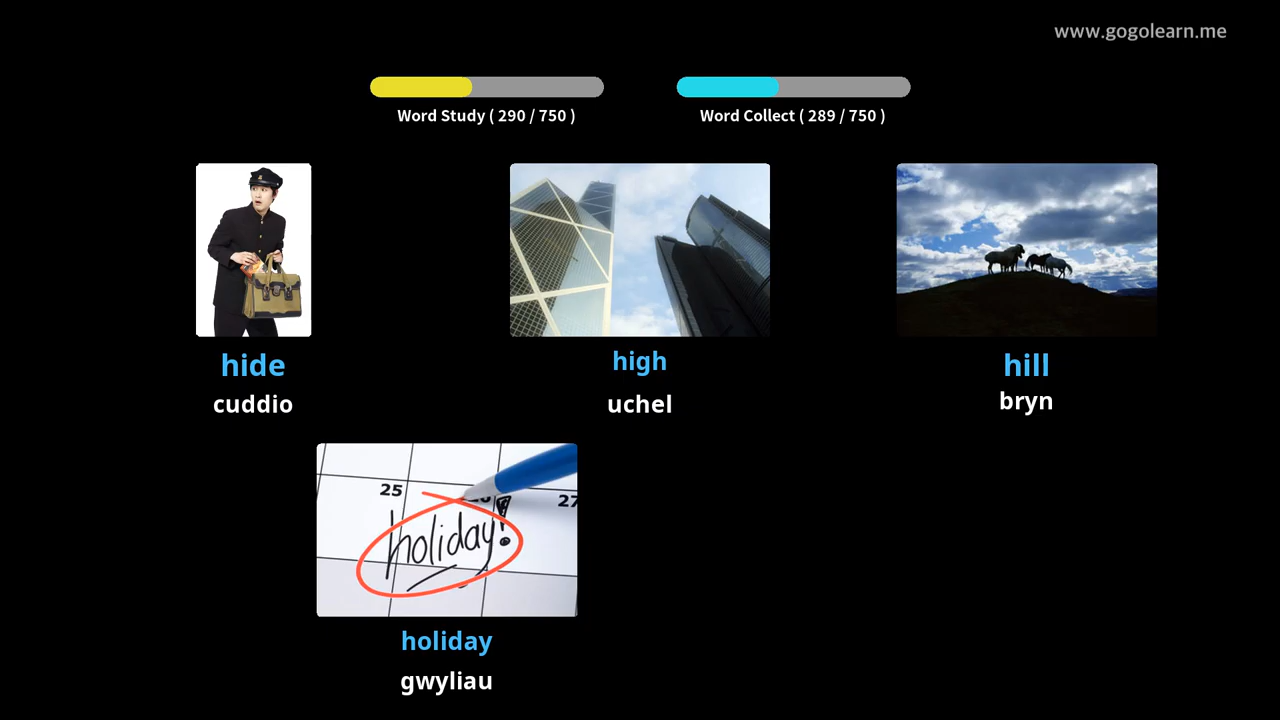 www.gogolearn.me
Word Study ( 290 / 750 )
Word Collect ( 289 / 750 )
hide
cuddio
high
uchel
hill
bryn
25
27
holiday!
holiday
gwyliau